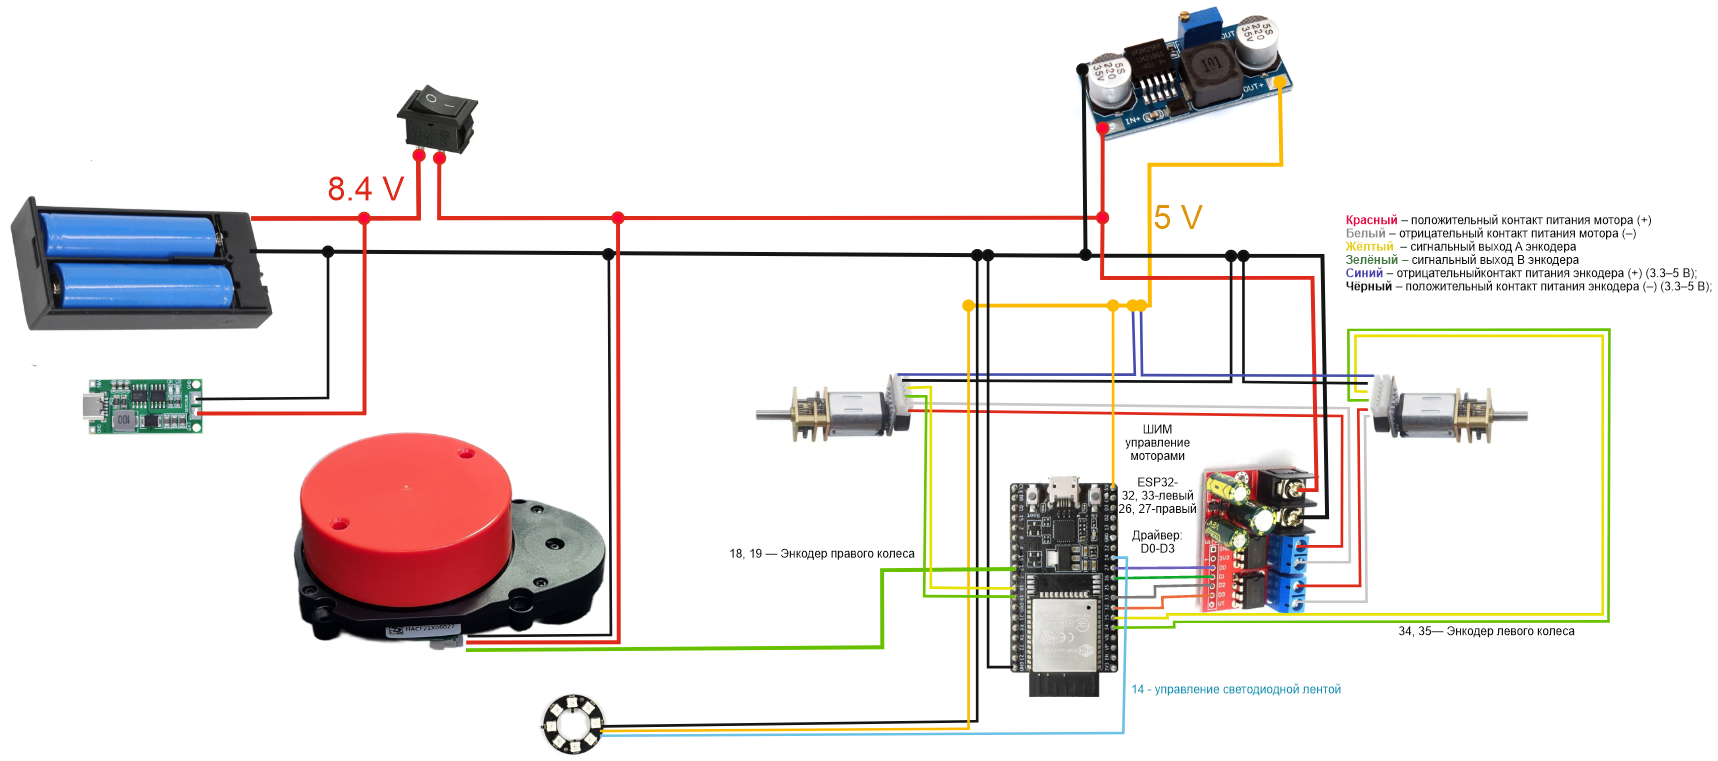 8.4 V
5 V
IN+
OUT+
Красный – положительный контакт питания мотора (+)
Белый – отрицательный контакт питания мотора (–)
Жёлтый – сигнальный выход А энкодера
Зелёный – сигнальный выход В энкодера
Синий – отрицательныйконтакт питания энкодера (+) (3.3–5 В);
Чёрный – положительный контакт питания энкодера (–) (3.3–5 В);
ШИМ
управление
моторами
ESP32-
32, 33-левый
26, 27-правый
Драйвер:
D0-D3
18, 19 — Энкодер правого колеса
34, 35— Энкодер левого колеса
14 - управление светодиодной лентой